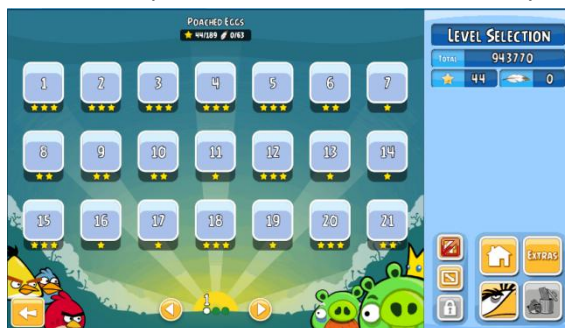 POACHED EGGS
44/189 0/63
LEVEL SELECTION
TOTAL 943770
44 0
1 2 3 4 5 6 7
8 9 10 11 12 13 14
15 16 17 18 19 20 21
EXTRAS
1